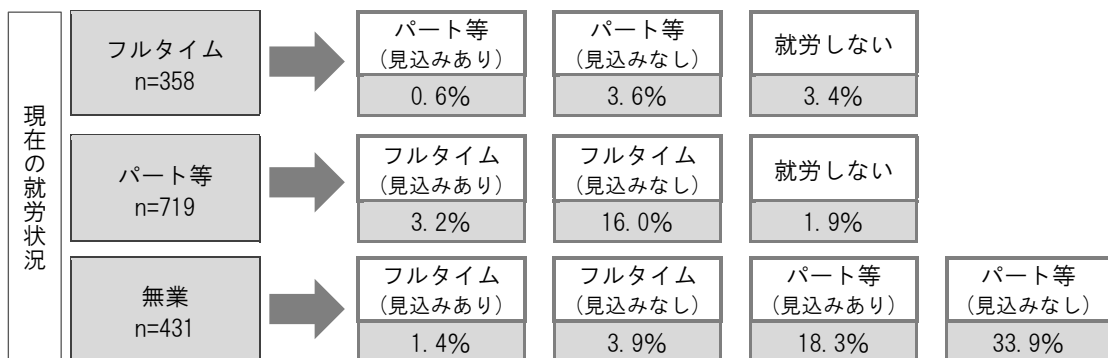 現在の就労状況
フルタイム
n=358
パート等
(見込みあり)
0.6%
パート等
(見込みなし)
3.6%
就労しない
3.4%
パート等
n=719
フルタイム
(見込みあり)
3.2%
フルタイム
(見込みなし)
16.0%
就労しない
1.9%
無業
n=431
フルタイム
(見込みあり)
1.4%
フルタイム
(見込みなし)
3.9%
パート等
(見込みあり)
18.3%
パート等
(見込みなし)
33.9%